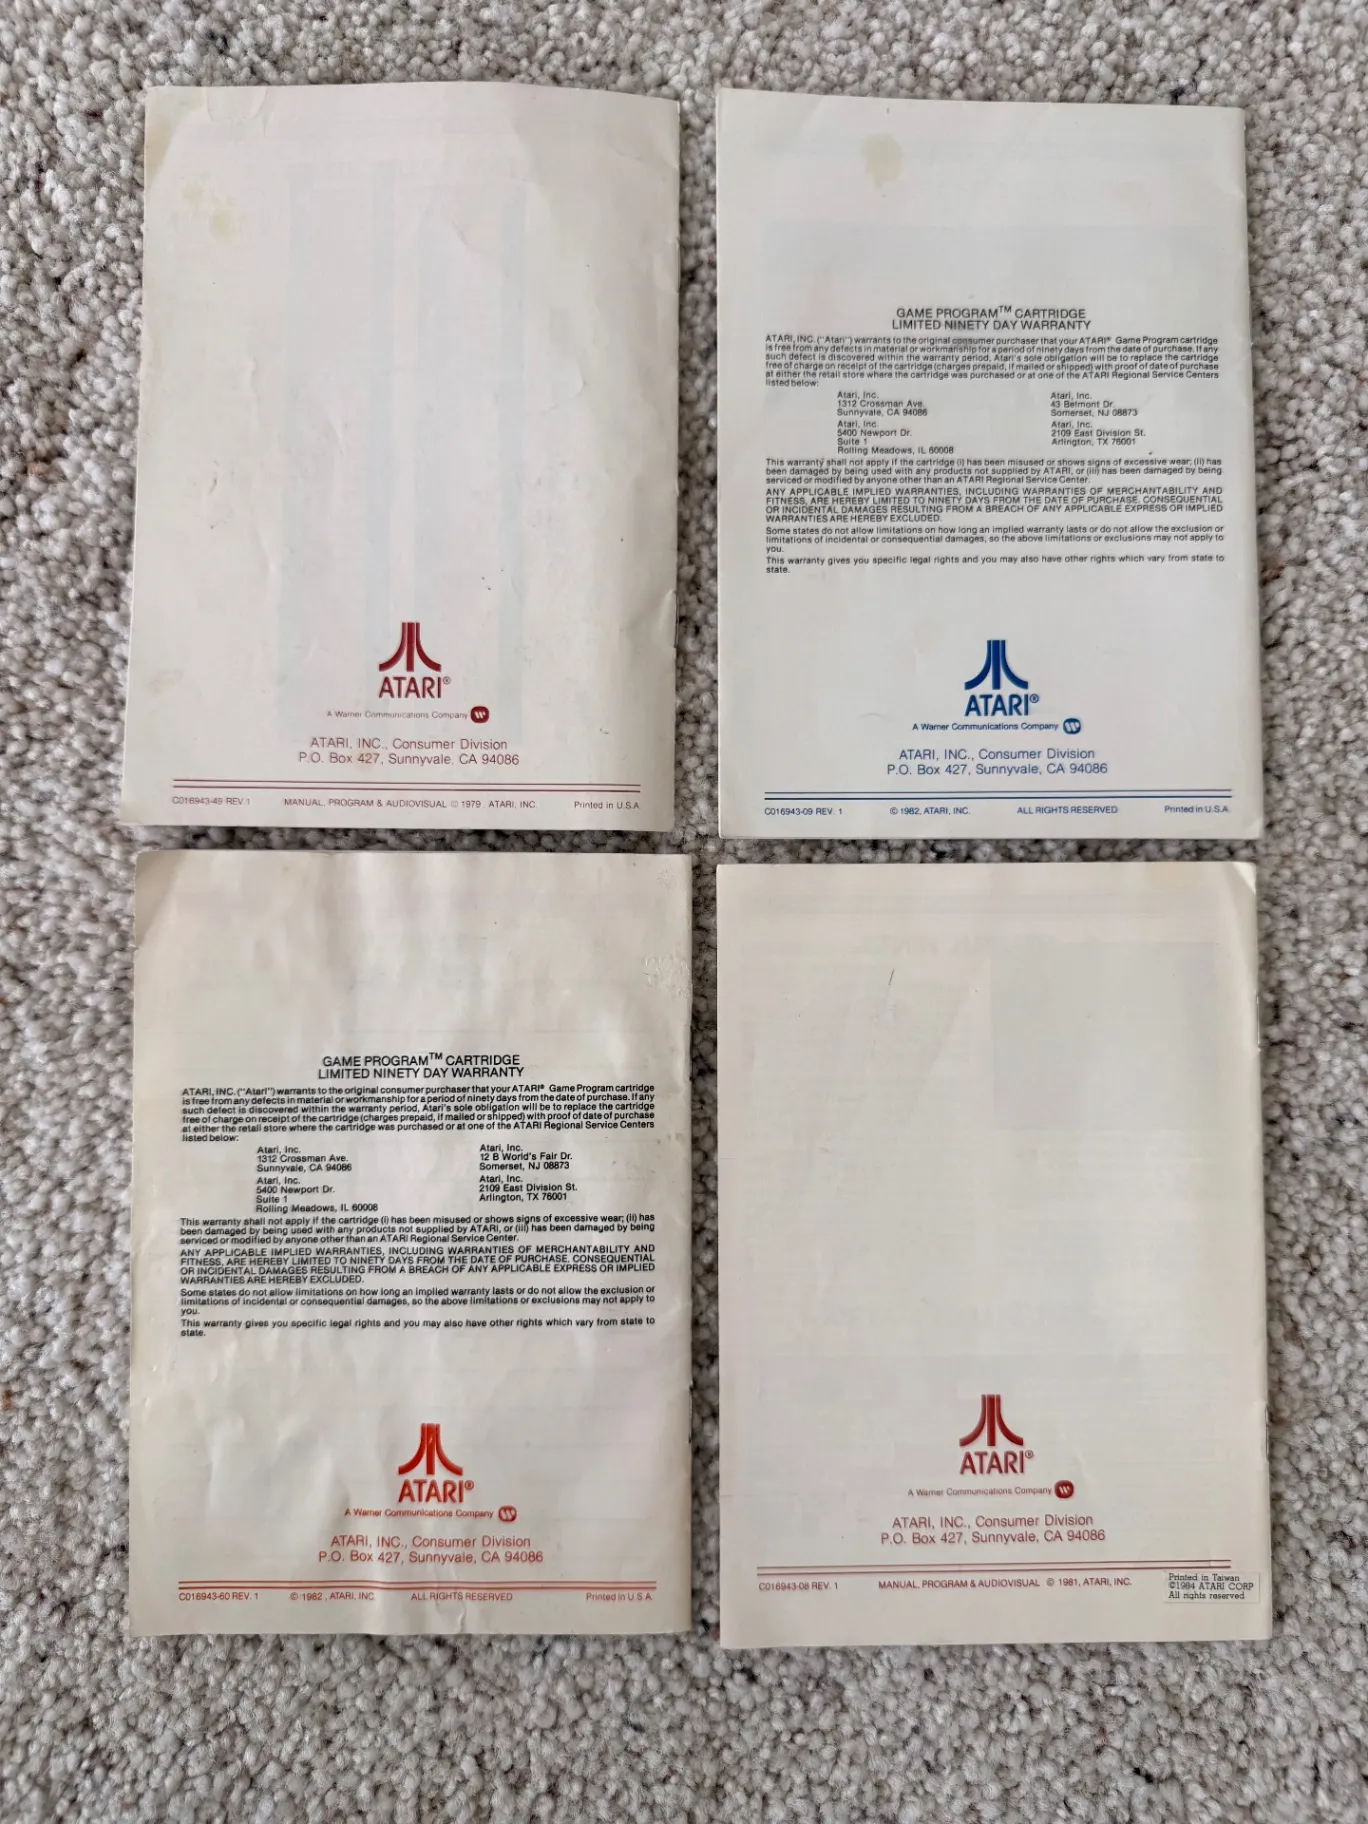 ATARI®
A Warner Communications Company
ATARI, INC., Consumer Division
P.O. Box 427, Sunnyvale, CA 94086
C016943-49 REV 1 MANUAL, PROGRAM & AUDIOVISUAL © 1979, ATARI, INC. Printed in U.S.A
GAME PROGRAM™ CARTRIDGE
LIMITED NINETY DAY WARRANTY
ATARI, INC. ("Atari") warrants to the original consumer purchaser that your ATARI® Game Program cartridge
is free from any defects in material or workmanship for a period of ninety days from the date of purchase. If any
such defect is discovered within the warranty period, Atari's sole obligation will be to replace the cartridge
free of charge on receipt of the cartridge (charges prepaid, if mailed or shipped) with proof of date of purchase
at either the retail store where the cartridge was purchased or at one of the ATARI Regional Service Centers
listed below:
Atari, Inc.
1312 Crossman Ave.
Sunnyvale, CA 94086
Atari, Inc.
5400 Newport Dr.
Suite 1
Rolling Meadows, IL 60008
Atari, Inc.
43 Belmont Dr.
Somerset, NJ 08873
Atari, Inc.
2109 East Division St.
Arlington, TX 76001
This warranty shall not apply if the cartridge (i) has been misused or shows signs of excessive wear; (ii) has
been damaged by being used with any products not supplied by ATARI, or (iii) has been damaged by being
serviced or modified by anyone other than an ATARI Regional Service Center.
ANY APPLICABLE IMPLIED WARRANTIES, INCLUDING WARRANTIES OF MERCHANTABILITY AND
FITNESS, ARE HEREBY LIMITED TO NINETY DAYS FROM THE DATE OF PURCHASE. CONSEQUENTIAL
OR INCIDENTAL DAMAGES RESULTING FROM A BREACH OF ANY APPLICABLE EXPRESS OR IMPLIED
WARRANTIES ARE HEREBY EXCLUDED.
Some states do not allow limitations on how long an implied warranty lasts or do not allow the exclusion or
limitations of incidental or consequential damages, so the above limitations or exclusions may not apply to
you.
This warranty gives you specific legal rights and you may also have other rights which vary from state to
state.
ATARI®
A Warner Communications Company
ATARI, INC., Consumer Division
P.O. Box 427, Sunnyvale, CA 94086
C016943-09 REV. 1 © 1982, ATARI, INC. ALL RIGHTS RESERVED Printed in U.S.A.
GAME PROGRAM™ CARTRIDGE
LIMITED NINETY DAY WARRANTY
ATARI, INC. ("Atari") warrants to the original consumer purchaser that your ATARI® Game Program cartridge
is free from any defects in material or workmanship for a period of ninety days from the date of purchase. If any
such defect is discovered within the warranty period, Atari's sole obligation will be to replace the cartridge
free of charge on receipt of the cartridge (charges prepaid, if mailed or shipped) with proof of date of purchase
at either the retail store where the cartridge was purchased or at one of the ATARI Regional Service Centers
listed below:
Atari, Inc.
1312 Crossman Ave.
Sunnyvale, CA 94086
Atari, Inc.
5400 Newport Dr.
Suite 1
Rolling Meadows, IL 60008
Atari, Inc.
12 B World's Fair Dr.
Somerset, NJ 08873
Atari, Inc.
2109 East Division St.
Arlington, TX 76001
This warranty shall not apply if the cartridge (i) has been misused or shows signs of excessive wear; (ii) has
been damaged by being used with any products not supplied by ATARI, or (iii) has been damaged by being
serviced or modified by anyone other than an ATARI Regional Service Center.
ANY APPLICABLE IMPLIED WARRANTIES, INCLUDING WARRANTIES OF MERCHANTABILITY AND
FITNESS, ARE HEREBY LIMITED TO NINETY DAYS FROM THE DATE OF PURCHASE. CONSEQUENTIAL
OR INCIDENTAL DAMAGES RESULTING FROM A BREACH OF ANY APPLICABLE EXPRESS OR IMPLIED
WARRANTIES ARE HEREBY EXCLUDED.
Some states do not allow limitations on how long an implied warranty lasts or do not allow the exclusion or
limitations of incidental or consequential damages, so the above limitations or exclusions may not apply to
you.
This warranty gives you specific legal rights and you may also have other rights which vary from state to
state.
ATARI®
A Warner Communications Company
ATARI, INC., Consumer Division
P.O. Box 427, Sunnyvale, CA 94086
C016943-60 REV. 1 © 1982, ATARI, INC. ALL RIGHTS RESERVED Printed in U.S.A.
ATARI®
A Warner Communications Company
ATARI, INC., Consumer Division
P.O. Box 427, Sunnyvale, CA 94086
C016943-08 REV. 1 MANUAL, PROGRAM & AUDIOVISUAL © 1981, ATARI, INC.
Printed in Taiwan
©1984 ATARI CORP
All rights reserved